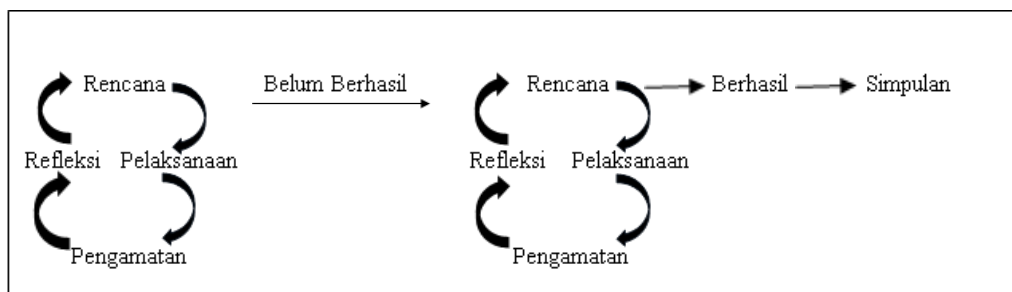 Rencana Belum Berhasil Rencana Berhasil Simpulan
Refleksi Pelaksanaan Refleksi Pelaksanaan
Pengamatan Pengamatan